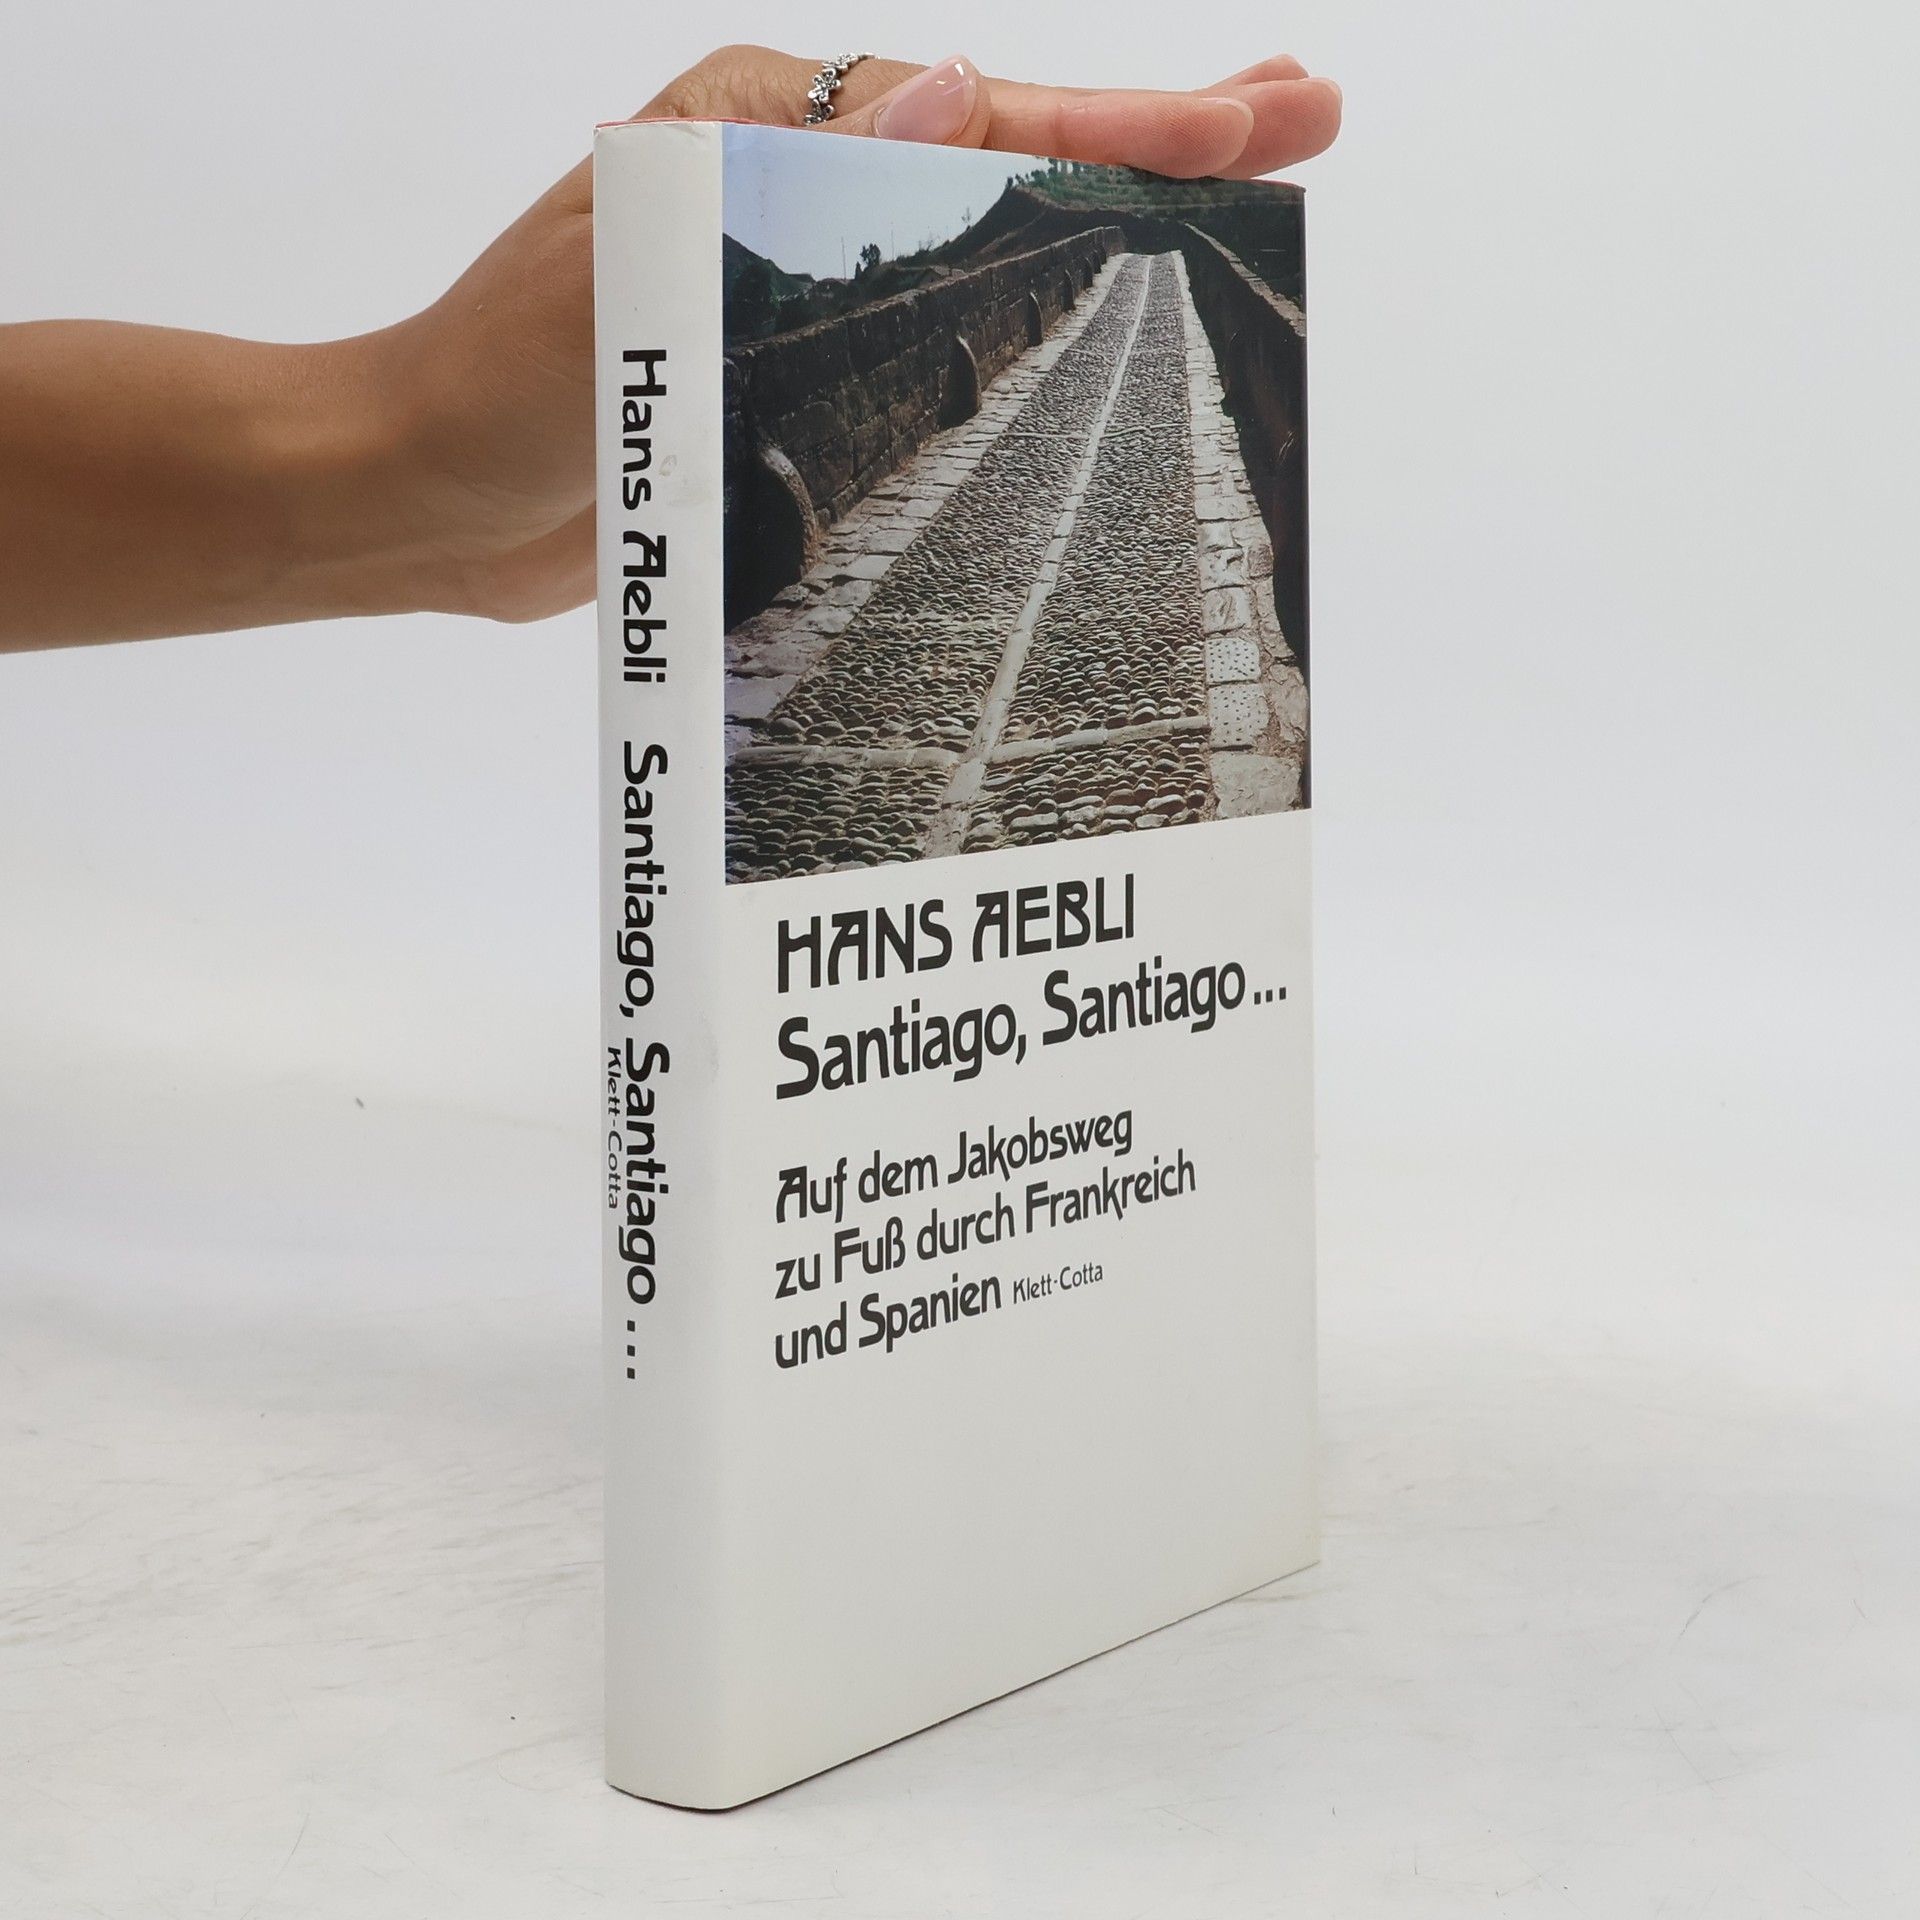 Hans Aebli Santiago, Santiago...
Klett-Cotta
HANS AEBLI
Santiago, Santiago...
Auf dem Jakobsweg
zu Fuß durch Frankreich
und Spanien Klett-Cotta